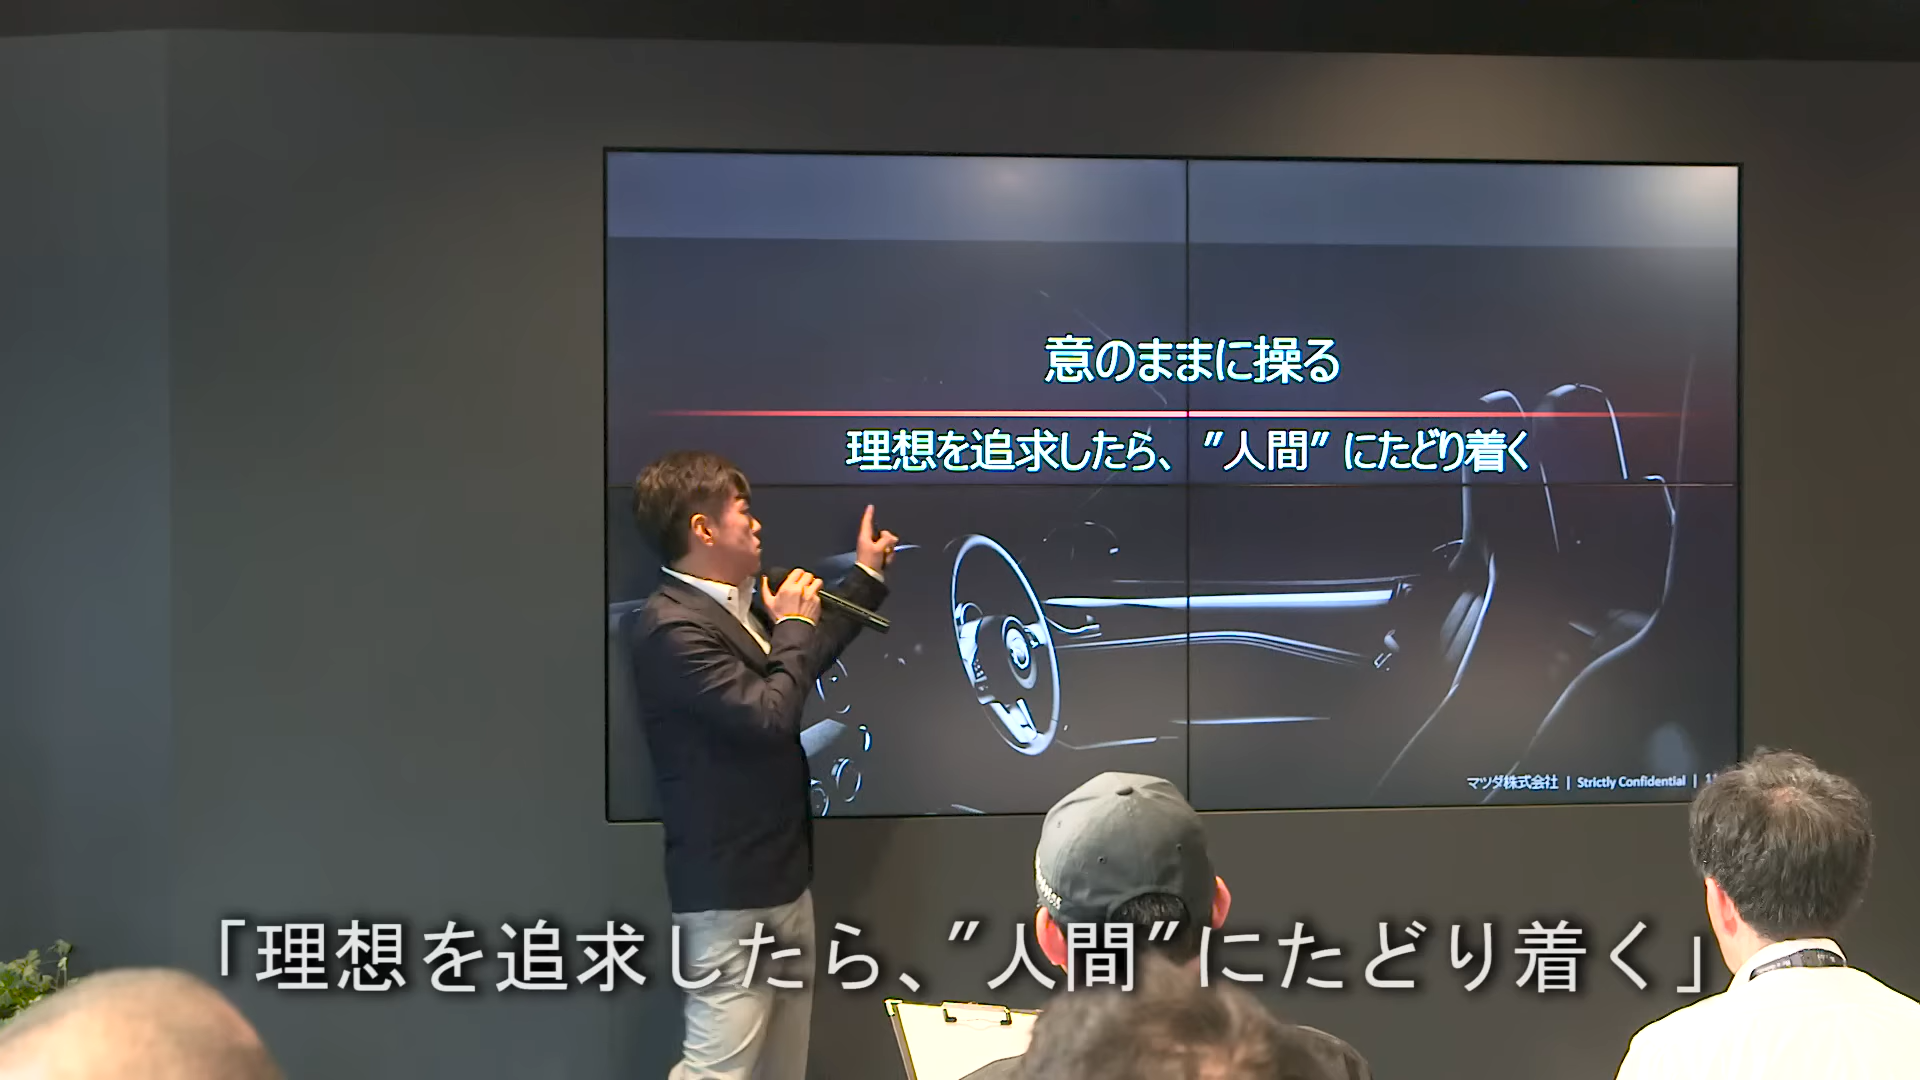 意のままに操る
理想を追求したら、”人間”にたどり着く
マツダ株式会社 | Strictly Confidential | 11
「理想を追求したら、”人間”にたどり着く」